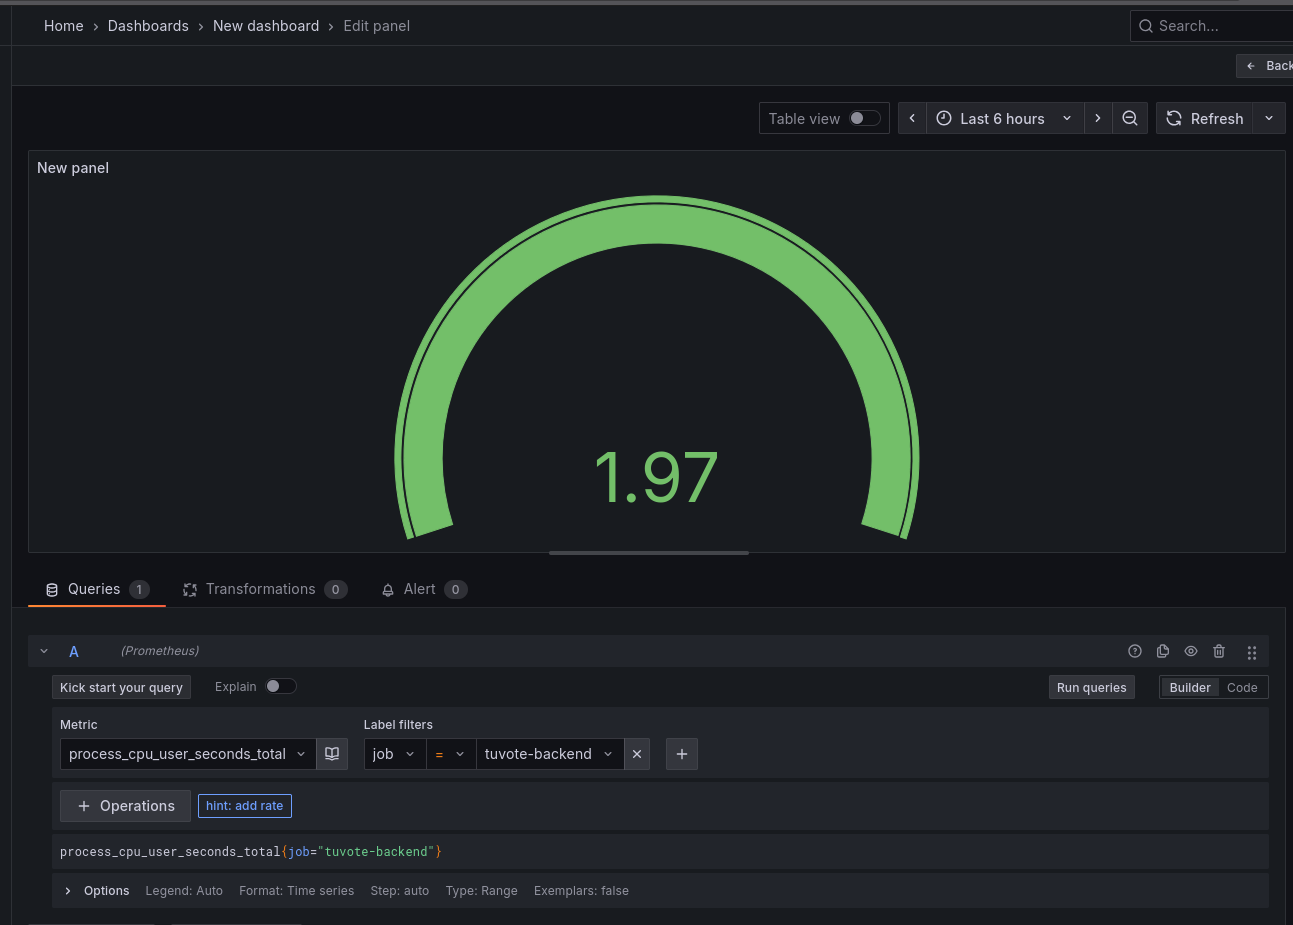 Home › Dashboards › New dashboard › Edit panel
Search...
Back
Table view
Last 6 hours
Refresh
New panel
1.97
Queries 1
Transformations 0
Alert 0
A (Prometheus)
Kick start your query
Explain
Run queries
Builder
Code
Metric
Label filters
process_cpu_user_seconds_total
job
=
tuvote-backend
+ Operations
hint: add rate
process_cpu_user_seconds_total{job="tuvote-backend"}
Options Legend: Auto Format: Time series Step: auto Type: Range Exemplars: false